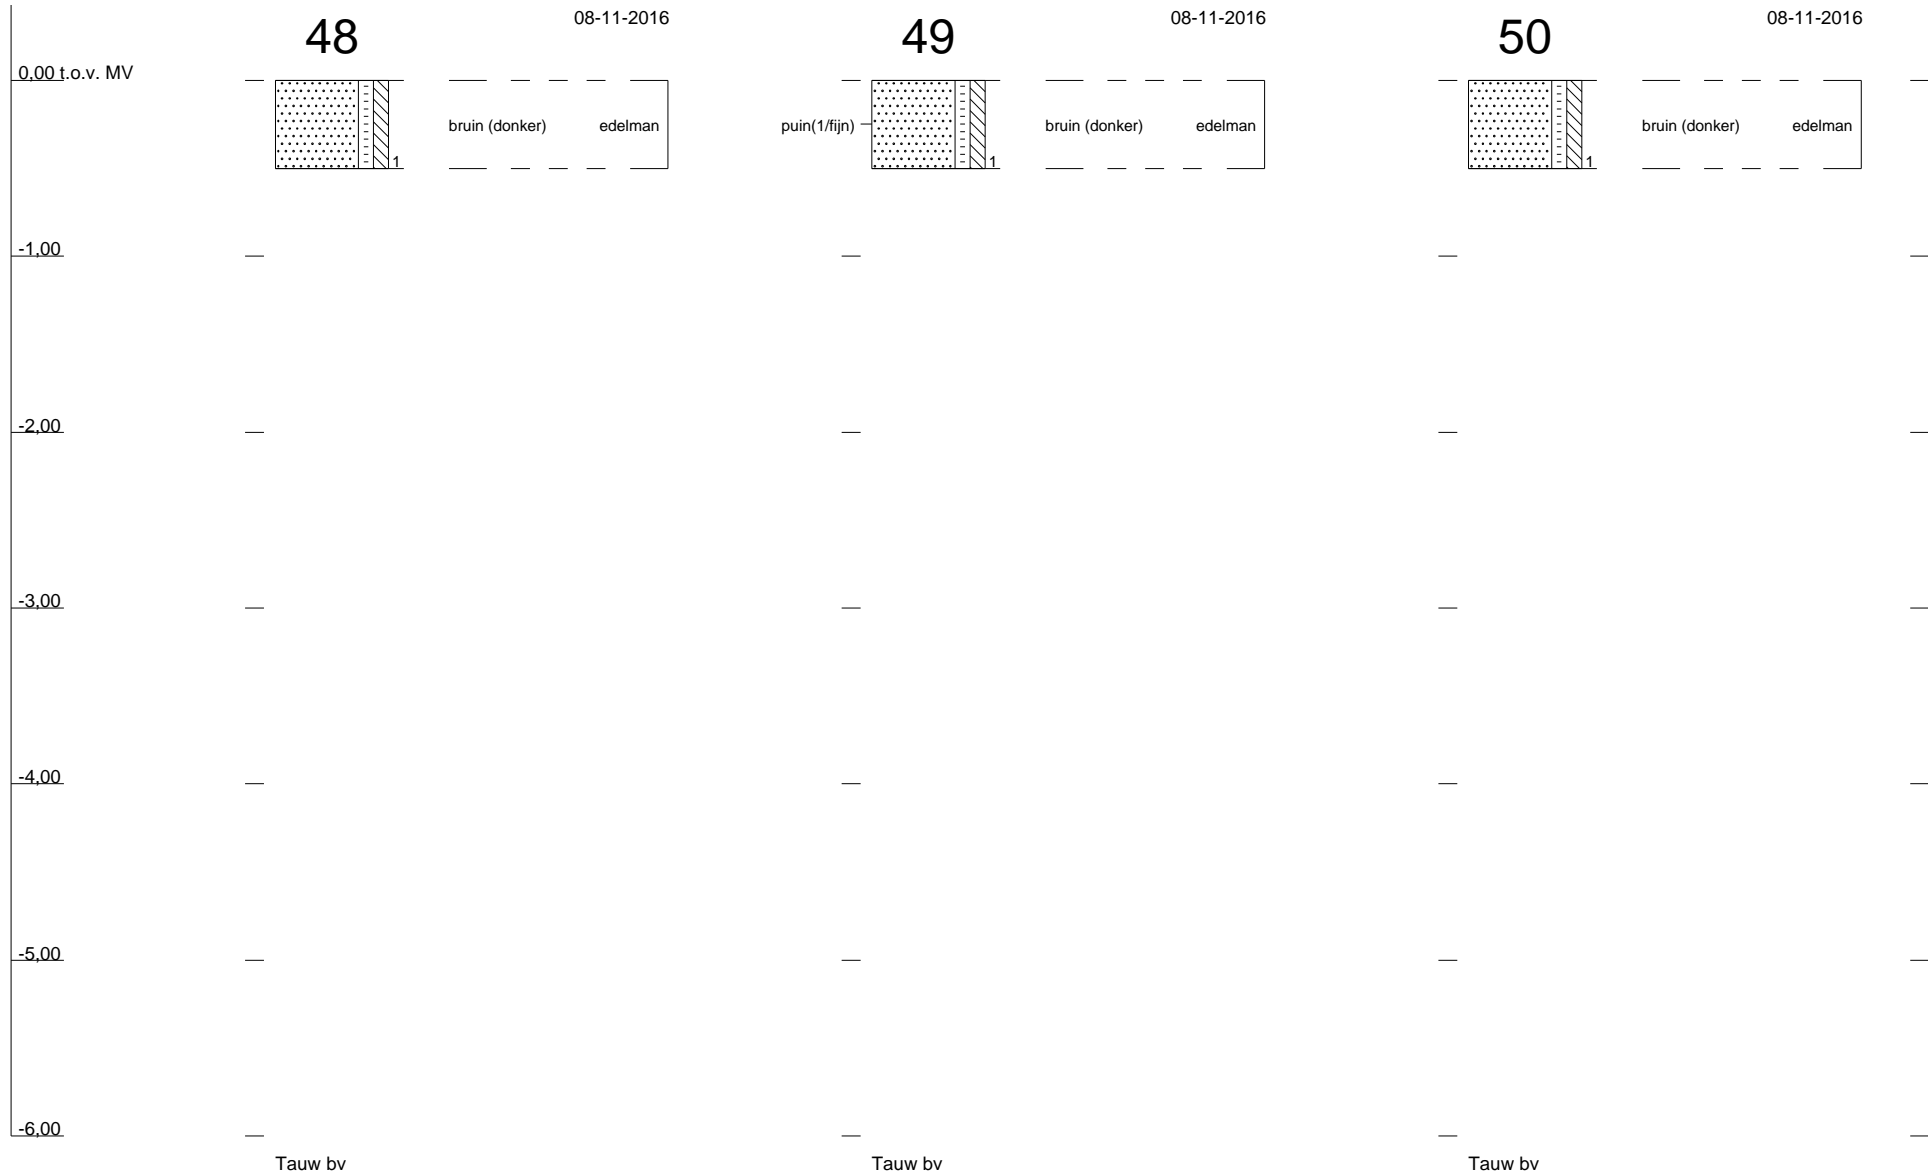 08-11-2016 08-11-2016 08-11-2016
48 49 50
0,00 t.o.v. MV
bruin (donker) edelman puin(1/fijn) bruin (donker) edelman bruin (donker) edelman
1 1 1
-1,00
-2,00
-3,00
-4,00
-5,00
-6,00
Tauw bv Tauw bv Tauw bv